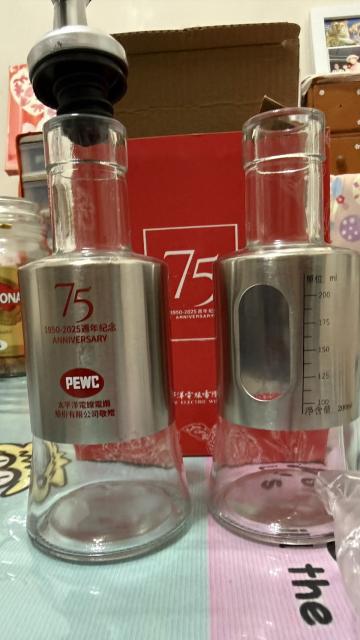 75
1950-2025週年紀念
ANNIVERSARY
PEWC
太平洋電線電纜
股份有限公司敬贈
75
1950-2025週年紀念
ANNIVERSARY
單位: ml
200
175
150
125
100
淨含量: 200ml
the